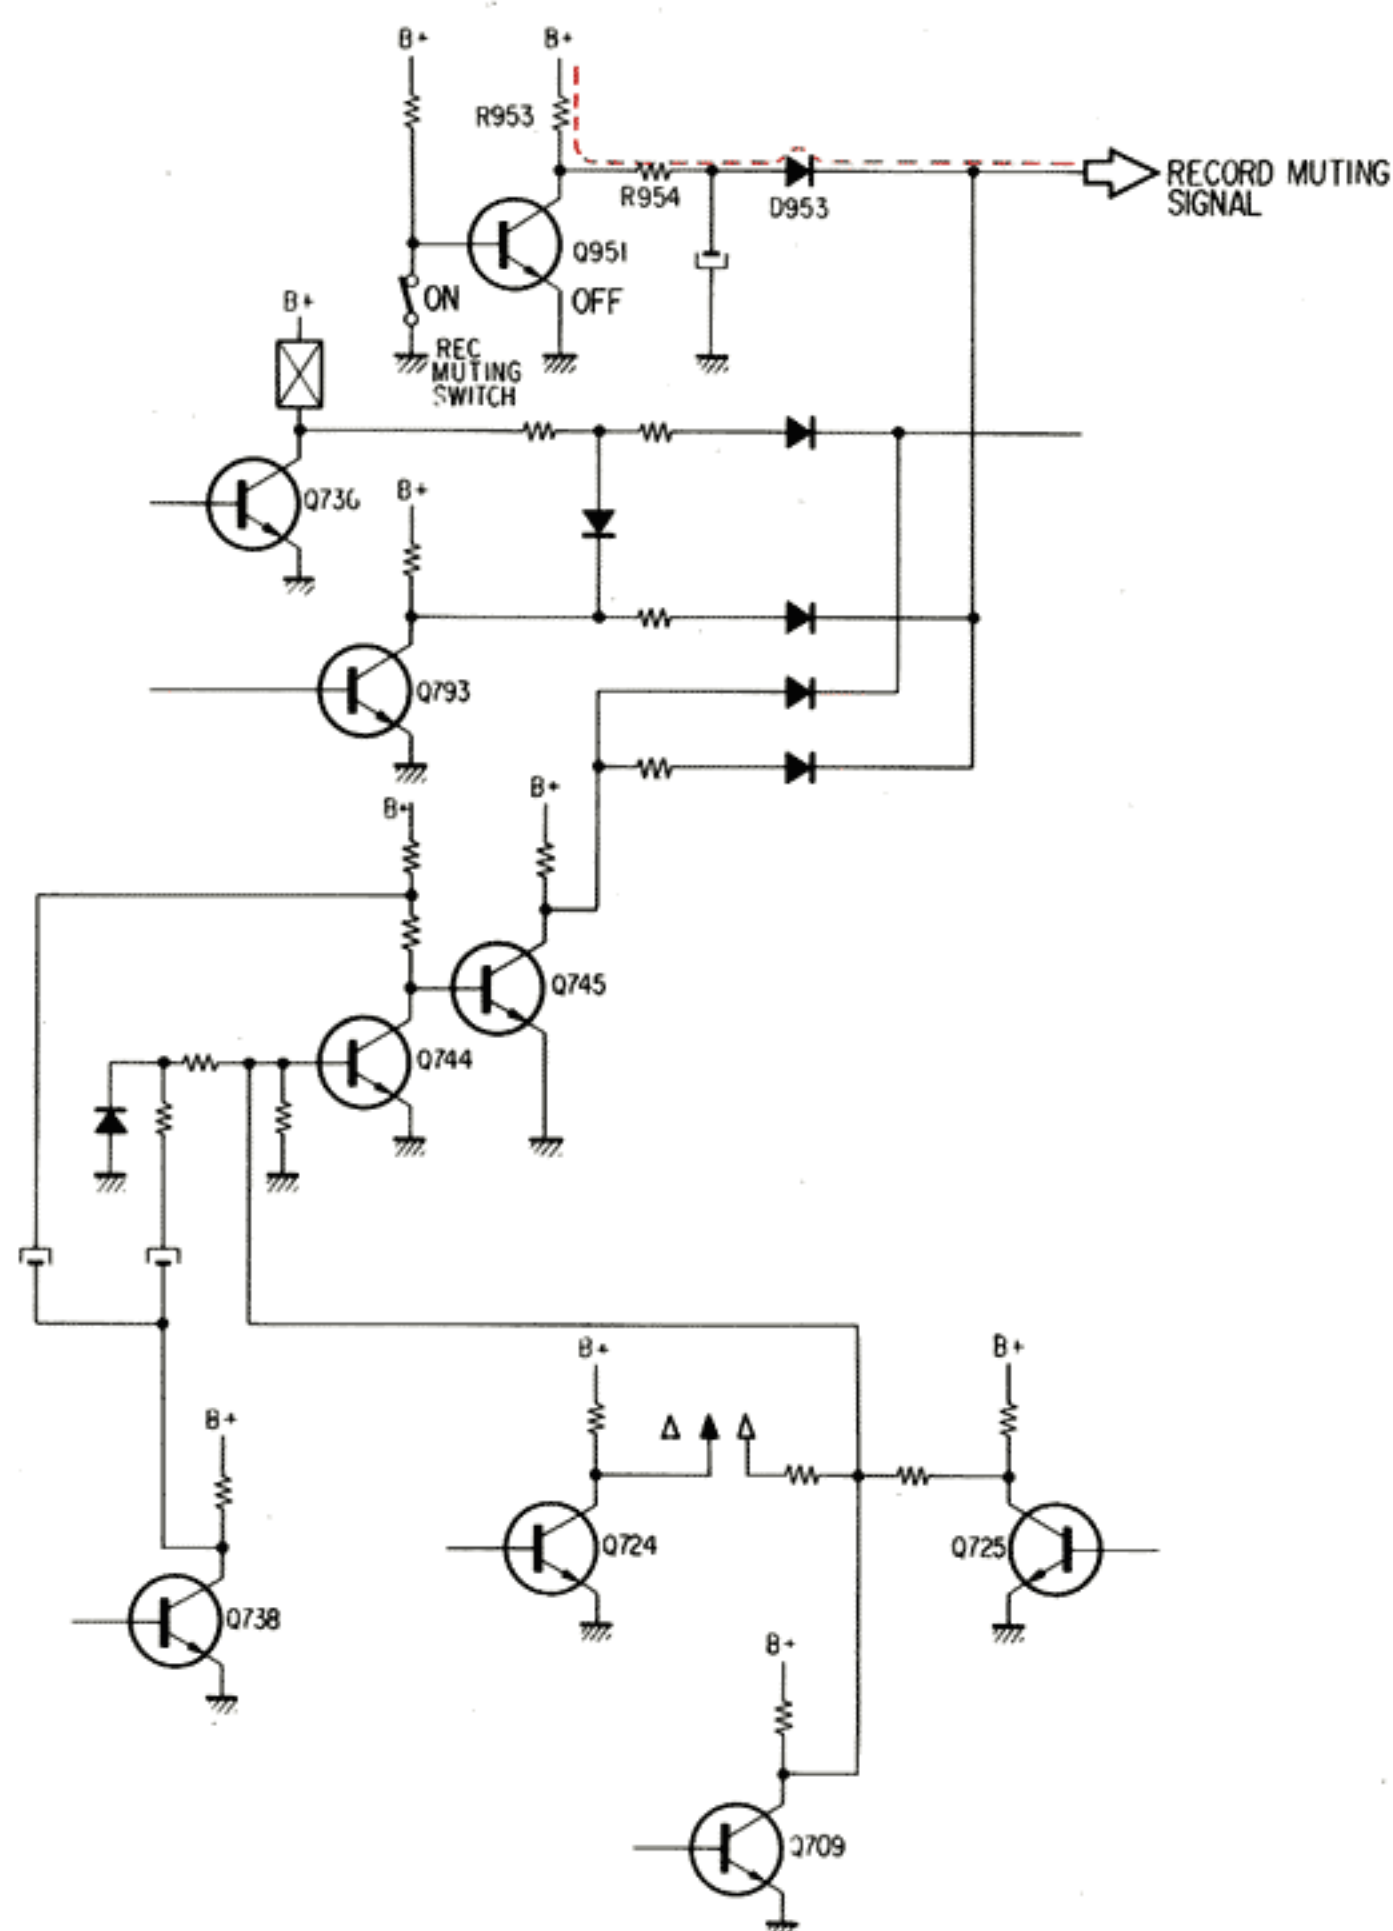 B+
B+
R953
R954
D953
RECORD MUTING
SIGNAL
Q951
ON
OFF
B+
REC
MUTING
SWITCH
Q736
B+
Q793
B+
B+
Q745
Q744
B+
B+
B+
Q724
Q725
Q738
B+
Q709